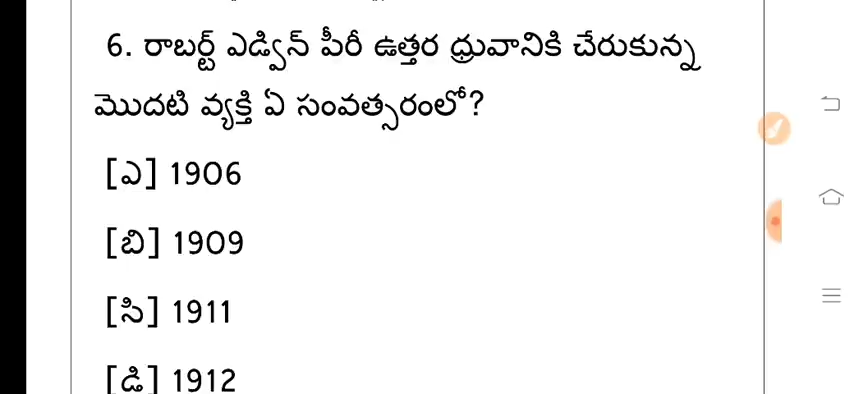 6. రాబర్ట్ ఎడ్విన్ పీరీ ఉత్తర ధ్రువానికి చేరుకున్న
మొదటి వ్యక్తి ఏ సంవత్సరంలో?
[ఎ] 1906
[బి] 1909
[సి] 1911
[డి] 1912